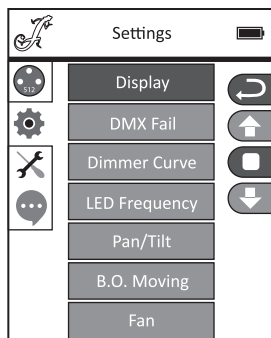 Settings
512
Display
DMX Fail
Dimmer Curve
LED Frequency
Pan/Tilt
B.O. Moving
Fan